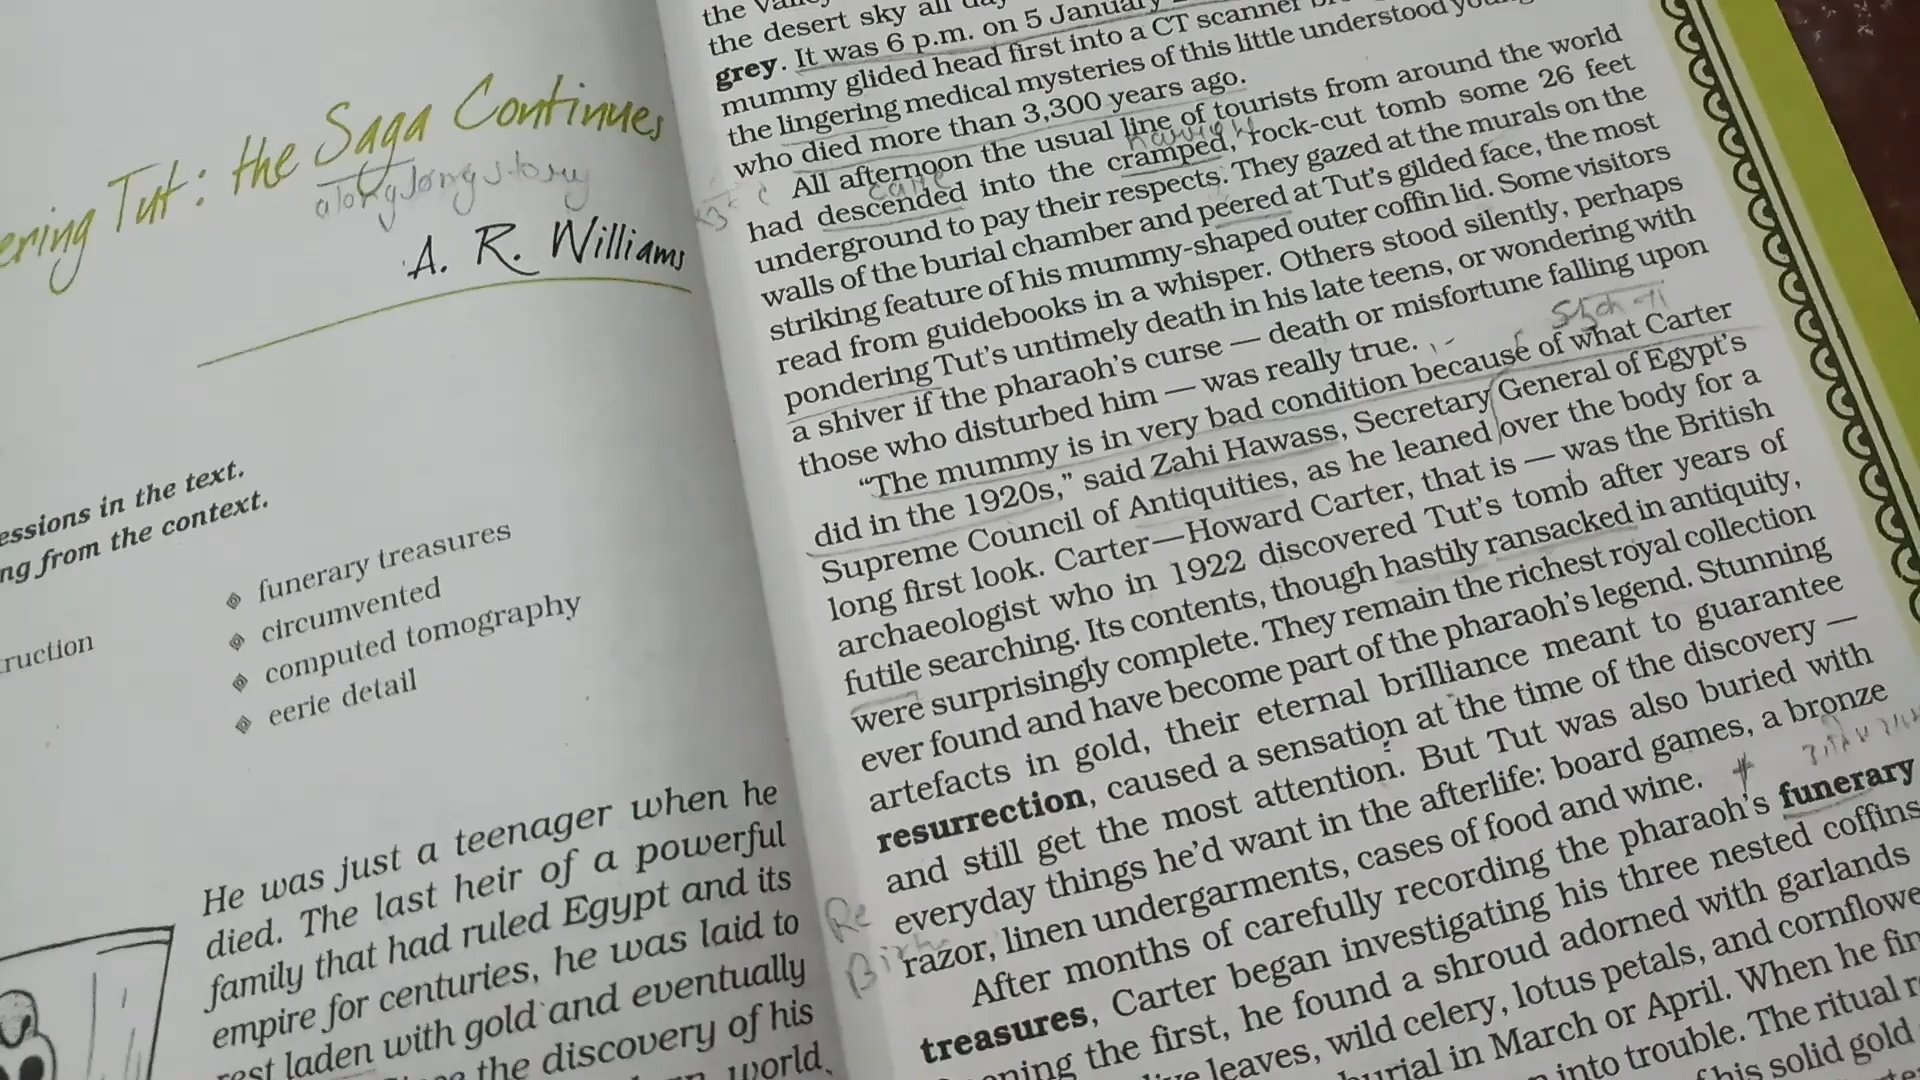 ering Tut: the Saga Continues
a long long story
A. R. Williams
essions in the text.
ng from the context.
funerary treasures
circumvented
ruction
computed tomography
eerie detail
He was just a teenager when he
died. The last heir of a powerful
family that had ruled Egypt and its
empire for centuries, he was laid to
rest laden with gold and eventually
the discovery of his
world,
the
the desert sky all
grey. It was 6 p.m. on 5 January
mummy glided head first into a CT scanner
the lingering medical mysteries of this little understood
who died more than 3,300 years ago.
All afternoon the usual line of tourists from around the world
had descended into the cramped, rock-cut tomb some 26 feet
underground to pay their respects. They gazed at the murals on the
walls of the burial chamber and peered at Tut's gilded face, the most
striking feature of his mummy-shaped outer coffin lid. Some visitors
read from guidebooks in a whisper. Others stood silently, perhaps
pondering Tut's untimely death in his late teens, or wondering with
a shiver if the pharaoh's curse — death or misfortune falling upon
those who disturbed him — was really true.
“The mummy is in very bad condition because of what Carter
did in the 1920s,” said Zahi Hawass, Secretary General of Egypt's
Supreme Council of Antiquities, as he leaned over the body for a
long first look. Carter—Howard Carter, that is — was the British
archaeologist who in 1922 discovered Tut's tomb after years of
futile searching. Its contents, though hastily ransacked in antiquity,
were surprisingly complete. They remain the richest royal collection
ever found and have become part of the pharaoh's legend. Stunning
artefacts in gold, their eternal brilliance meant to guarantee
resurrection, caused a sensation at the time of the discovery —
and still get the most attention. But Tut was also buried with
everyday things he'd want in the afterlife: board games, a bronze
razor, linen undergarments, cases of food and wine.
Re
Birth
After months of carefully recording the pharaoh's funerary
treasures, Carter began investigating his three nested coffins
the first, he found a shroud adorned with garlands
leaves, wild celery, lotus petals, and
in March or April. When he
into trouble. The ritual
his solid gold